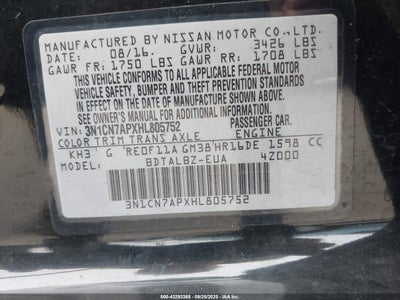 MANUFACTURED BY NISSAN MOTOR CO.,LTD.
DATE: 08/16. GVWR: 3426 LBS
GAWR FR: 1750 LBS GAWR RR: 1708 LBS
THIS VEHICLE CONFORMS TO ALL APPLICABLE FEDERAL MOTOR
VEHICLE SAFETY, BUMPER AND THEFT PREVENTION STANDARDS
IN EFFECT ON THE DATE OF MANUFACTURE SHOWN ABOVE.
SEE OWNER'S MANUAL FOR ADDITIONAL INFORMATION.
VIN: 3N1CN7APXHL805752 PASSENGER CAR.
COLOR TRIM TRANS AXLE ENGINE
KH3 G RE0F11A GM38 HR16DE 1598 CC
MODEL: BDTALBZ-EUA 4Z000
3N1CN7APXHL805752
000-43293368 - 09/29/2025 - IAAI